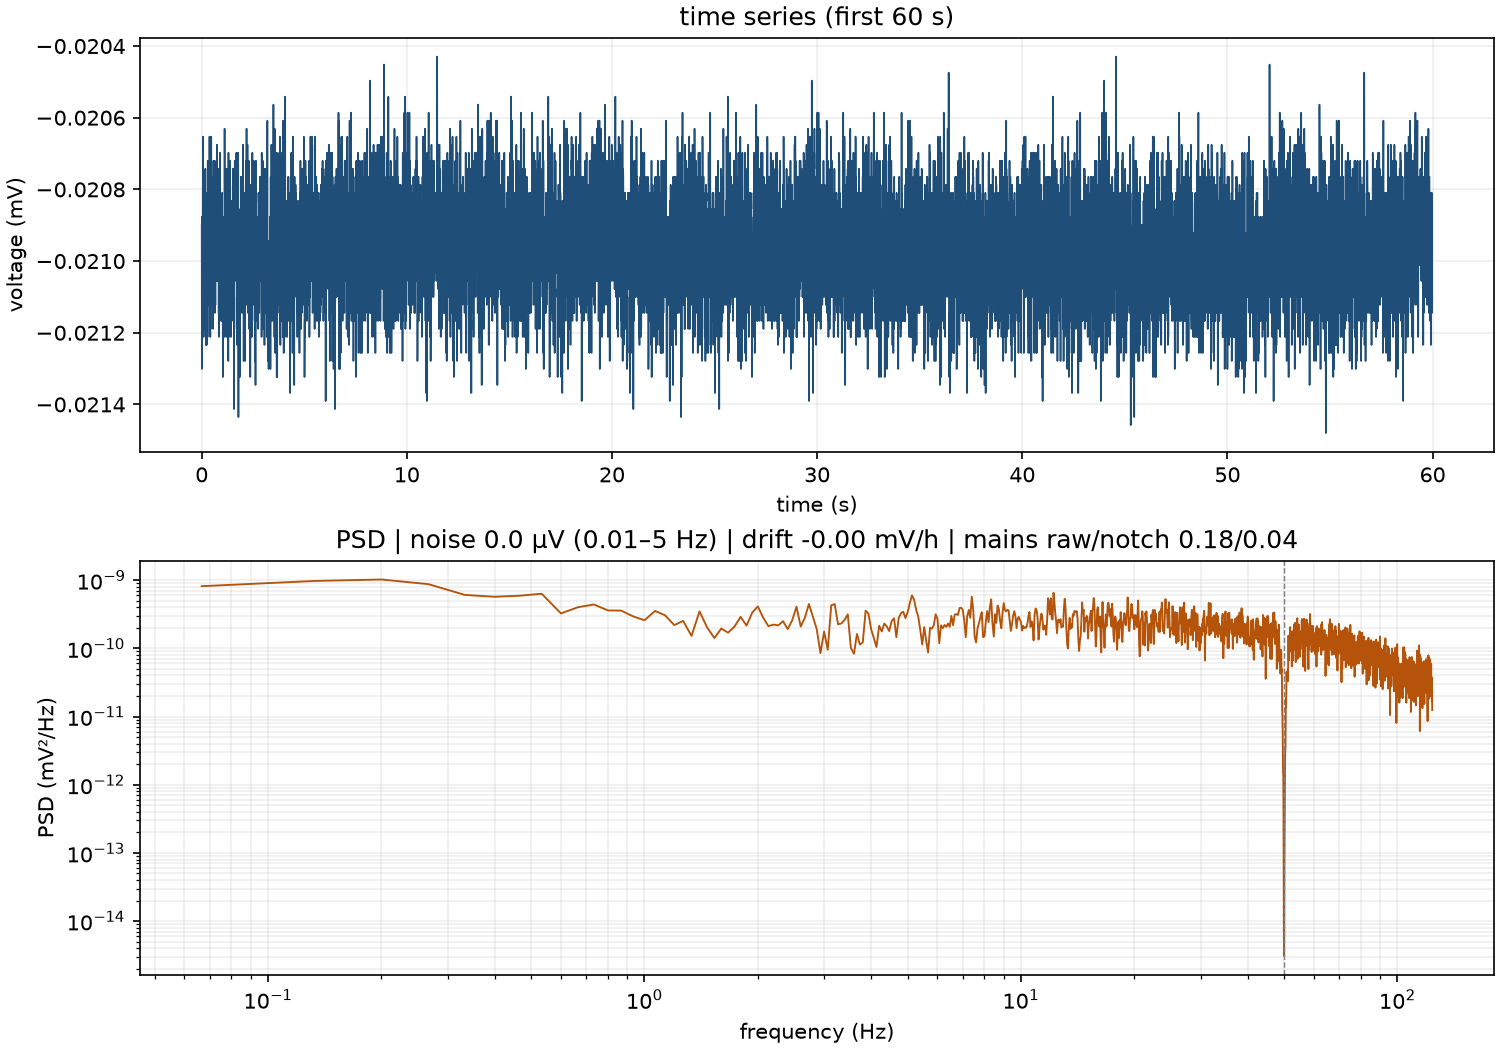 time series (first 60 s)
−0.0204
−0.0206
−0.0208
−0.0210
−0.0212
−0.0214
voltage (mV)
0 10 20 30 40 50 60
time (s)
PSD | noise 0.0 µV (0.01–5 Hz) | drift -0.00 mV/h | mains raw/notch 0.18/0.04
10⁻⁹
10⁻¹⁰
10⁻¹¹
10⁻¹²
10⁻¹³
10⁻¹⁴
PSD (mV²/Hz)
10⁻¹ 10⁰ 10¹ 10²
frequency (Hz)